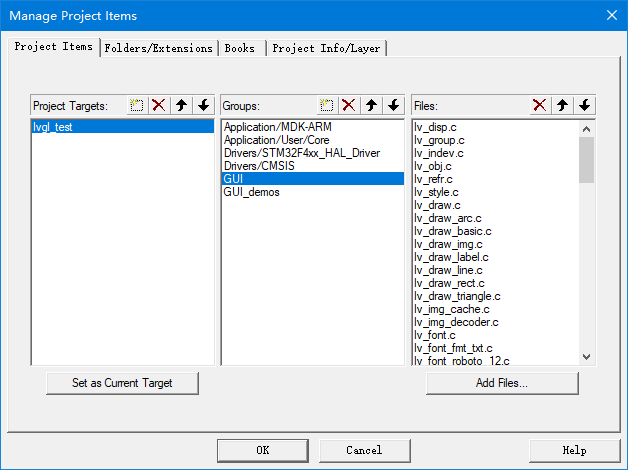 Manage Project Items
Project Items Folders/Extensions Books Project Info/Layer
Project Targets: Groups: Files:
lvgl_test
Application/MDK-ARM
Application/User/Core
Drivers/STM32F4xx_HAL_Driver
Drivers/CMSIS
GUI
GUI_demos
lv_disp.c
lv_group.c
lv_indev.c
lv_obj.c
lv_refr.c
lv_style.c
lv_draw.c
lv_draw_arc.c
lv_draw_basic.c
lv_draw_img.c
lv_draw_label.c
lv_draw_line.c
lv_draw_rect.c
lv_draw_triangle.c
lv_img_cache.c
lv_img_decoder.c
lv_font.c
lv_font_fmt_txt.c
lv_font_roboto_12.c
Set as Current Target Add Files...
OK Cancel Help